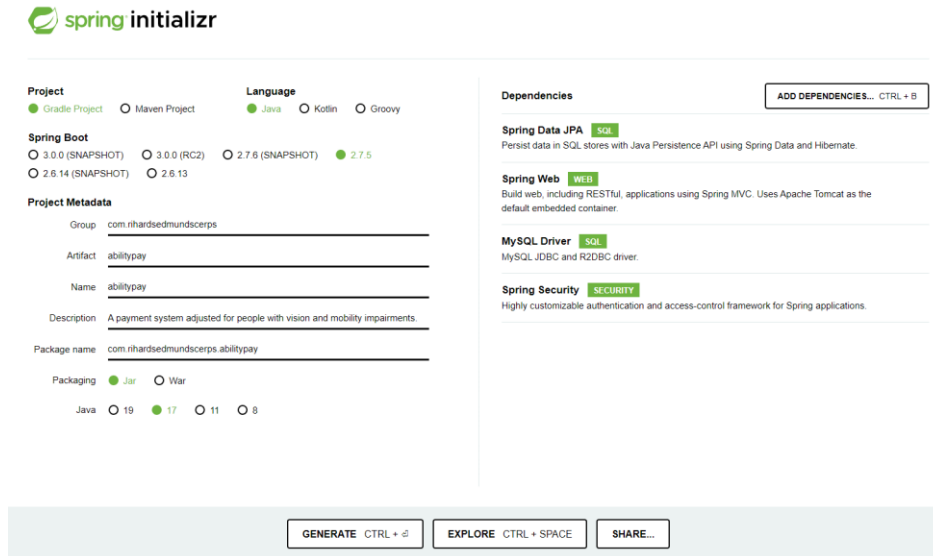 spring initializr
Project
Gradle Project Maven Project
Language
Java Kotlin Groovy
Spring Boot
3.0.0 (SNAPSHOT) 3.0.0 (RC2) 2.7.6 (SNAPSHOT) 2.7.5
2.6.14 (SNAPSHOT) 2.6.13
Project Metadata
Group com.rihardsedmundscerps
Artifact abilitypay
Name abilitypay
Description A payment system adjusted for people with vision and mobility impairments.
Package name com.rihardsedmundscerps.abilitypay
Packaging Jar War
Java 19 17 11 8
Dependencies
ADD DEPENDENCIES... CTRL + B
Spring Data JPA SQL
Persist data in SQL stores with Java Persistence API using Spring Data and Hibernate.
Spring Web WEB
Build web, including RESTful, applications using Spring MVC. Uses Apache Tomcat as the
default embedded container.
MySQL Driver SQL
MySQL JDBC and R2DBC driver.
Spring Security SECURITY
Highly customizable authentication and access-control framework for Spring applications.
GENERATE CTRL + ⏎
EXPLORE CTRL + SPACE
SHARE...